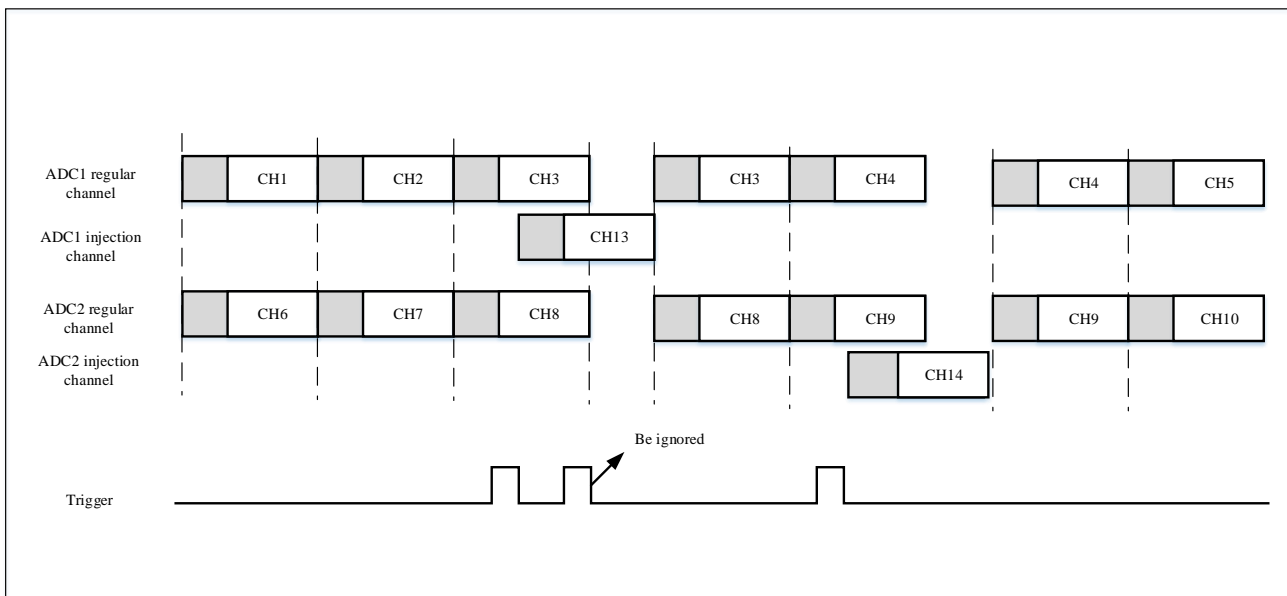 ADC1 regular
channel
CH1 CH2 CH3 CH3 CH4 CH4 CH5
ADC1 injection
channel
CH13
ADC2 regular
channel
CH6 CH7 CH8 CH8 CH9 CH9 CH10
ADC2 injection
channel
CH14
Be ignored
Trigger